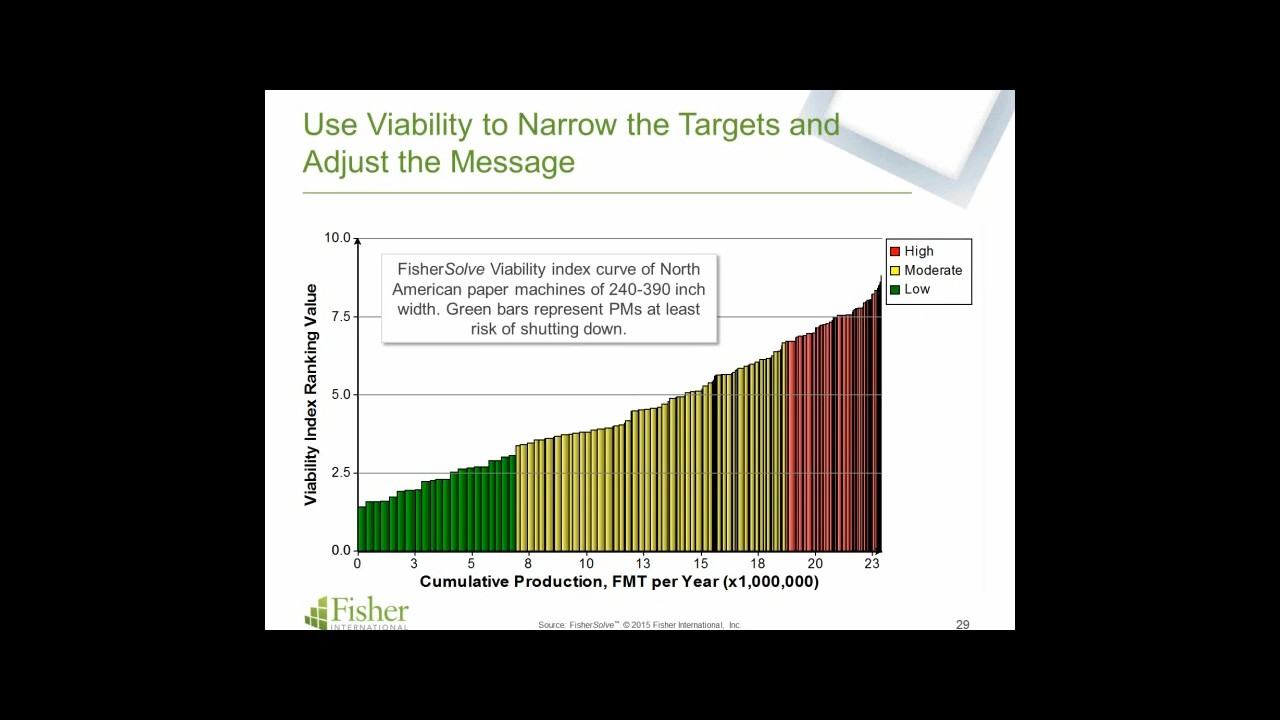 Use Viability to Narrow the Targets and
Adjust the Message
10.0
7.5
5.0
2.5
0.0
Viability Index Ranking Value
FisherSolve Viability index curve of North
American paper machines of 240-390 inch
width. Green bars represent PMs at least
risk of shutting down.
High
Moderate
Low
0 3 5 8 10 13 15 18 20 23
Cumulative Production, FMT per Year (x1,000,000)
Fisher
INTERNATIONAL
Source: FisherSolve™ © 2015 Fisher International, Inc.
29